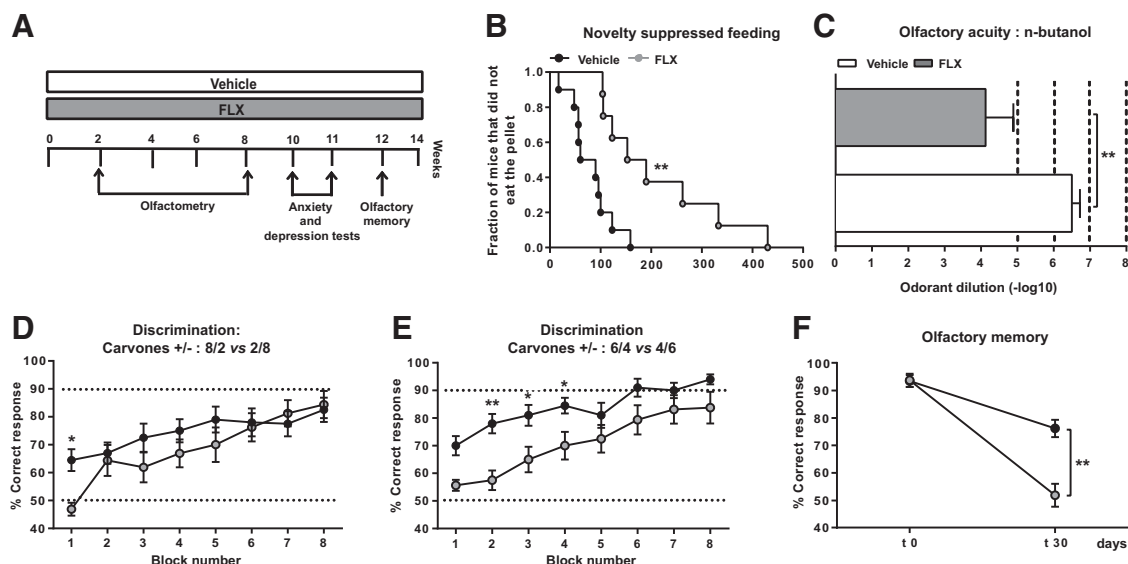 A
Vehicle
FLX
0 2 4 6 8 10 11 12 14
Weeks
Olfactometry
Anxiety
and
depression tests
Olfactory
memory
B
Novelty suppressed feeding
Vehicle FLX
Fraction of mice that did not
eat the pellet
1.0
0.8
0.6
0.4
0.2
0.0
**
0 100 200 300 400 500
C
Olfactory acuity : n-butanol
Vehicle FLX
**
0 1 2 3 4 5 6 7 8
Odorant dilution (-log10)
D
Discrimination:
Carvones +/- : 8/2 vs 2/8
% Correct response
100
90
80
70
60
50
40
*
1 2 3 4 5 6 7 8
Block number
E
Discrimination
Carvones +/- : 6/4 vs 4/6
% Correct response
100
90
80
70
60
50
40
** * *
1 2 3 4 5 6 7 8
Block number
F
Olfactory memory
% Correct response
100
90
80
70
60
50
40
**
t 0 t 30 days